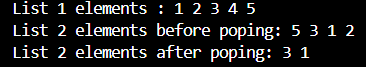 List 1 elements : 1 2 3 4 5
List 2 elements before poping: 5 3 1 2
List 2 elements after poping: 3 1